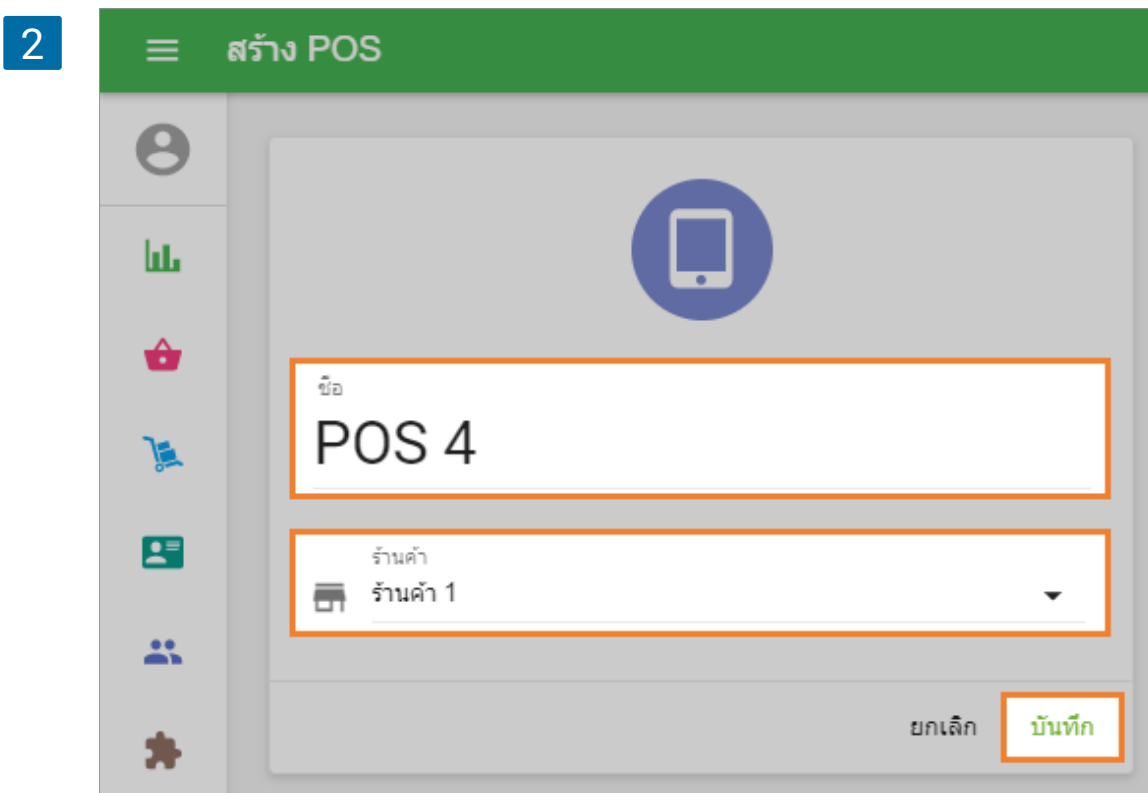 2
สร้าง POS
ชื่อ
POS 4
ร้านค้า
ร้านค้า 1
ยกเลิก
บันทึก